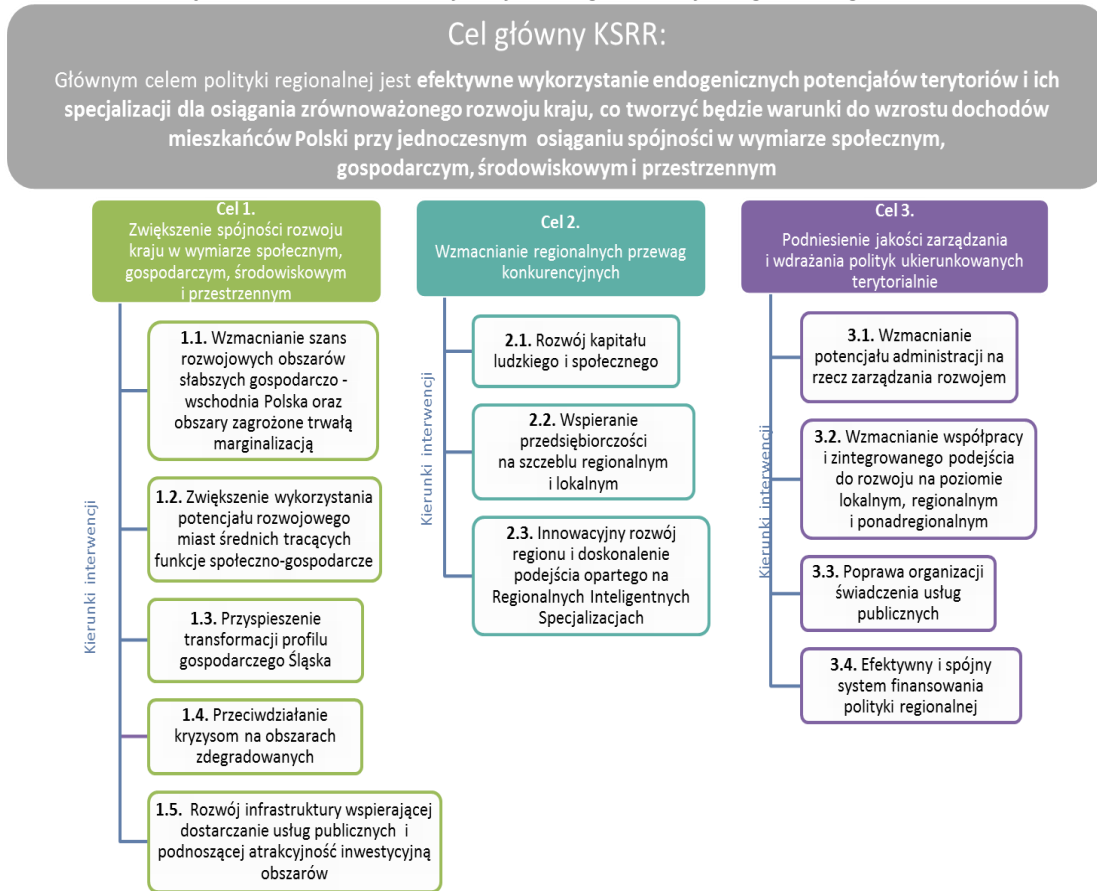 Cel główny KSRR:
Głównym celem polityki regionalnej jest efektywne wykorzystanie endogenicznych potencjałów terytoriów i ich
specjalizacji dla osiągania zrównoważonego rozwoju kraju, co tworzyć będzie warunki do wzrostu dochodów
mieszkańców Polski przy jednoczesnym osiąganiu spójności w wymiarze społecznym,
gospodarczym, środowiskowym i przestrzennym
Cel 1.
Zwiększenie spójności rozwoju
kraju w wymiarze społecznym,
gospodarczym, środowiskowym
i przestrzennym
Kierunki interwencji
1.1. Wzmacnianie szans
rozwojowych obszarów
słabszych gospodarczo -
wschodnia Polska oraz
obszary zagrożone trwałą
marginalizacją
1.2. Zwiększenie wykorzystania
potencjału rozwojowego
miast średnich tracących
funkcje społeczno-gospodarcze
1.3. Przyspieszenie
transformacji profilu
gospodarczego Śląska
1.4. Przeciwdziałanie
kryzysom na obszarach
zdegradowanych
1.5. Rozwój infrastruktury wspierającej
dostarczanie usług publicznych i
podnoszącej atrakcyjność inwestycyjną
obszarów
Cel 2.
Wzmacnianie regionalnych przewag
konkurencyjnych
Kierunki interwencji
2.1. Rozwój kapitału
ludzkiego i społecznego
2.2. Wspieranie
przedsiębiorczości
na szczeblu regionalnym
i lokalnym
2.3. Innowacyjny rozwój
regionu i doskonalenie
podejścia opartego na
Regionalnych Inteligentnych
Specjalizacjach
Cel 3.
Podniesienie jakości zarządzania
i wdrażania polityk ukierunkowanych
terytorialnie
Kierunki interwencji
3.1. Wzmacnianie
potencjału administracji na
rzecz zarządzania rozwojem
3.2. Wzmacnianie współpracy
i zintegrowanego podejścia
do rozwoju na poziomie
lokalnym, regionalnym
i ponadregionalnym
3.3. Poprawa organizacji
świadczenia usług
publicznych
3.4. Efektywny i spójny
system finansowania
polityki regionalnej